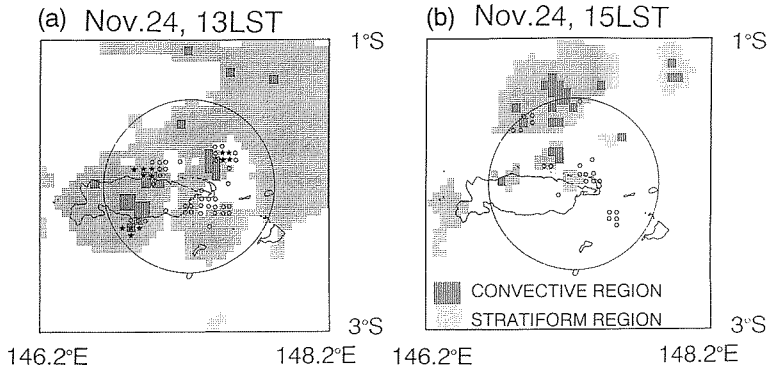 (a) Nov.24, 13LST
1°S
3°S
146.2°E
148.2°E
(b) Nov.24, 15LST
1°S
CONVECTIVE REGION
STRATIFORM REGION
3°S
146.2°E
148.2°E